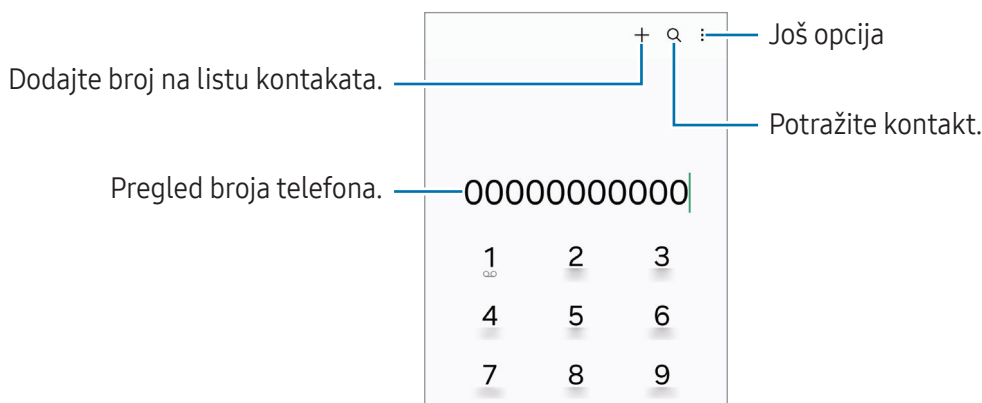 Još opcija
Dodajte broj na listu kontakata.
Potražite kontakt.
Pregled broja telefona.
00000000000
1 2 3
4 5 6
7 8 9